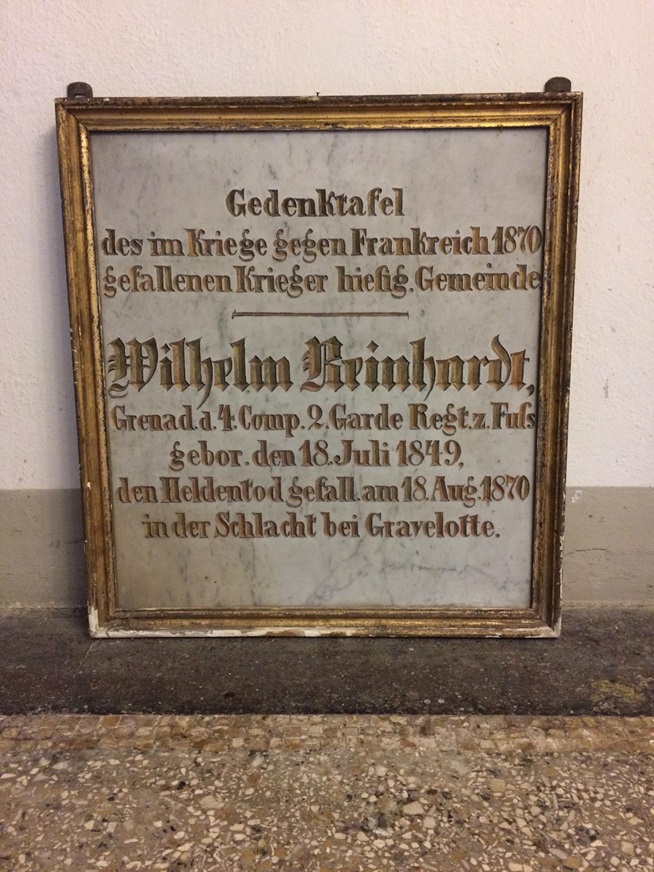 Gedenktafel
des im Kriege gegen Frankreich 1870
gefallenen Krieger hiesig. Gemeinde
Wilhelm Reinhardt,
Grenad. d. 4. Comp. 2. Garde Regt. z. Fuſs
gebor. den 18. Juli 1849,
den Heldentod gefall. am 18. Aug. 1870
in der Schlacht bei Gravelotte.